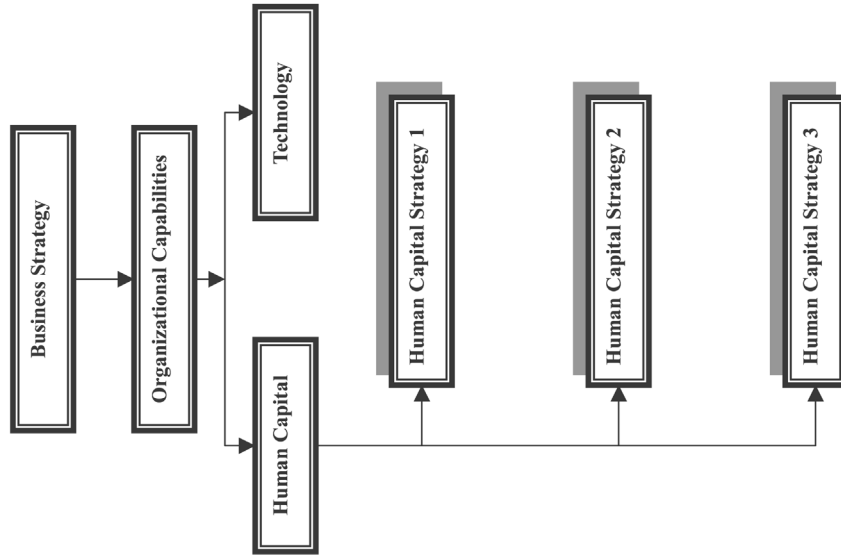 Business Strategy
Organizational Capabilities
Human Capital
Technology
Human Capital Strategy 1
Human Capital Strategy 2
Human Capital Strategy 3